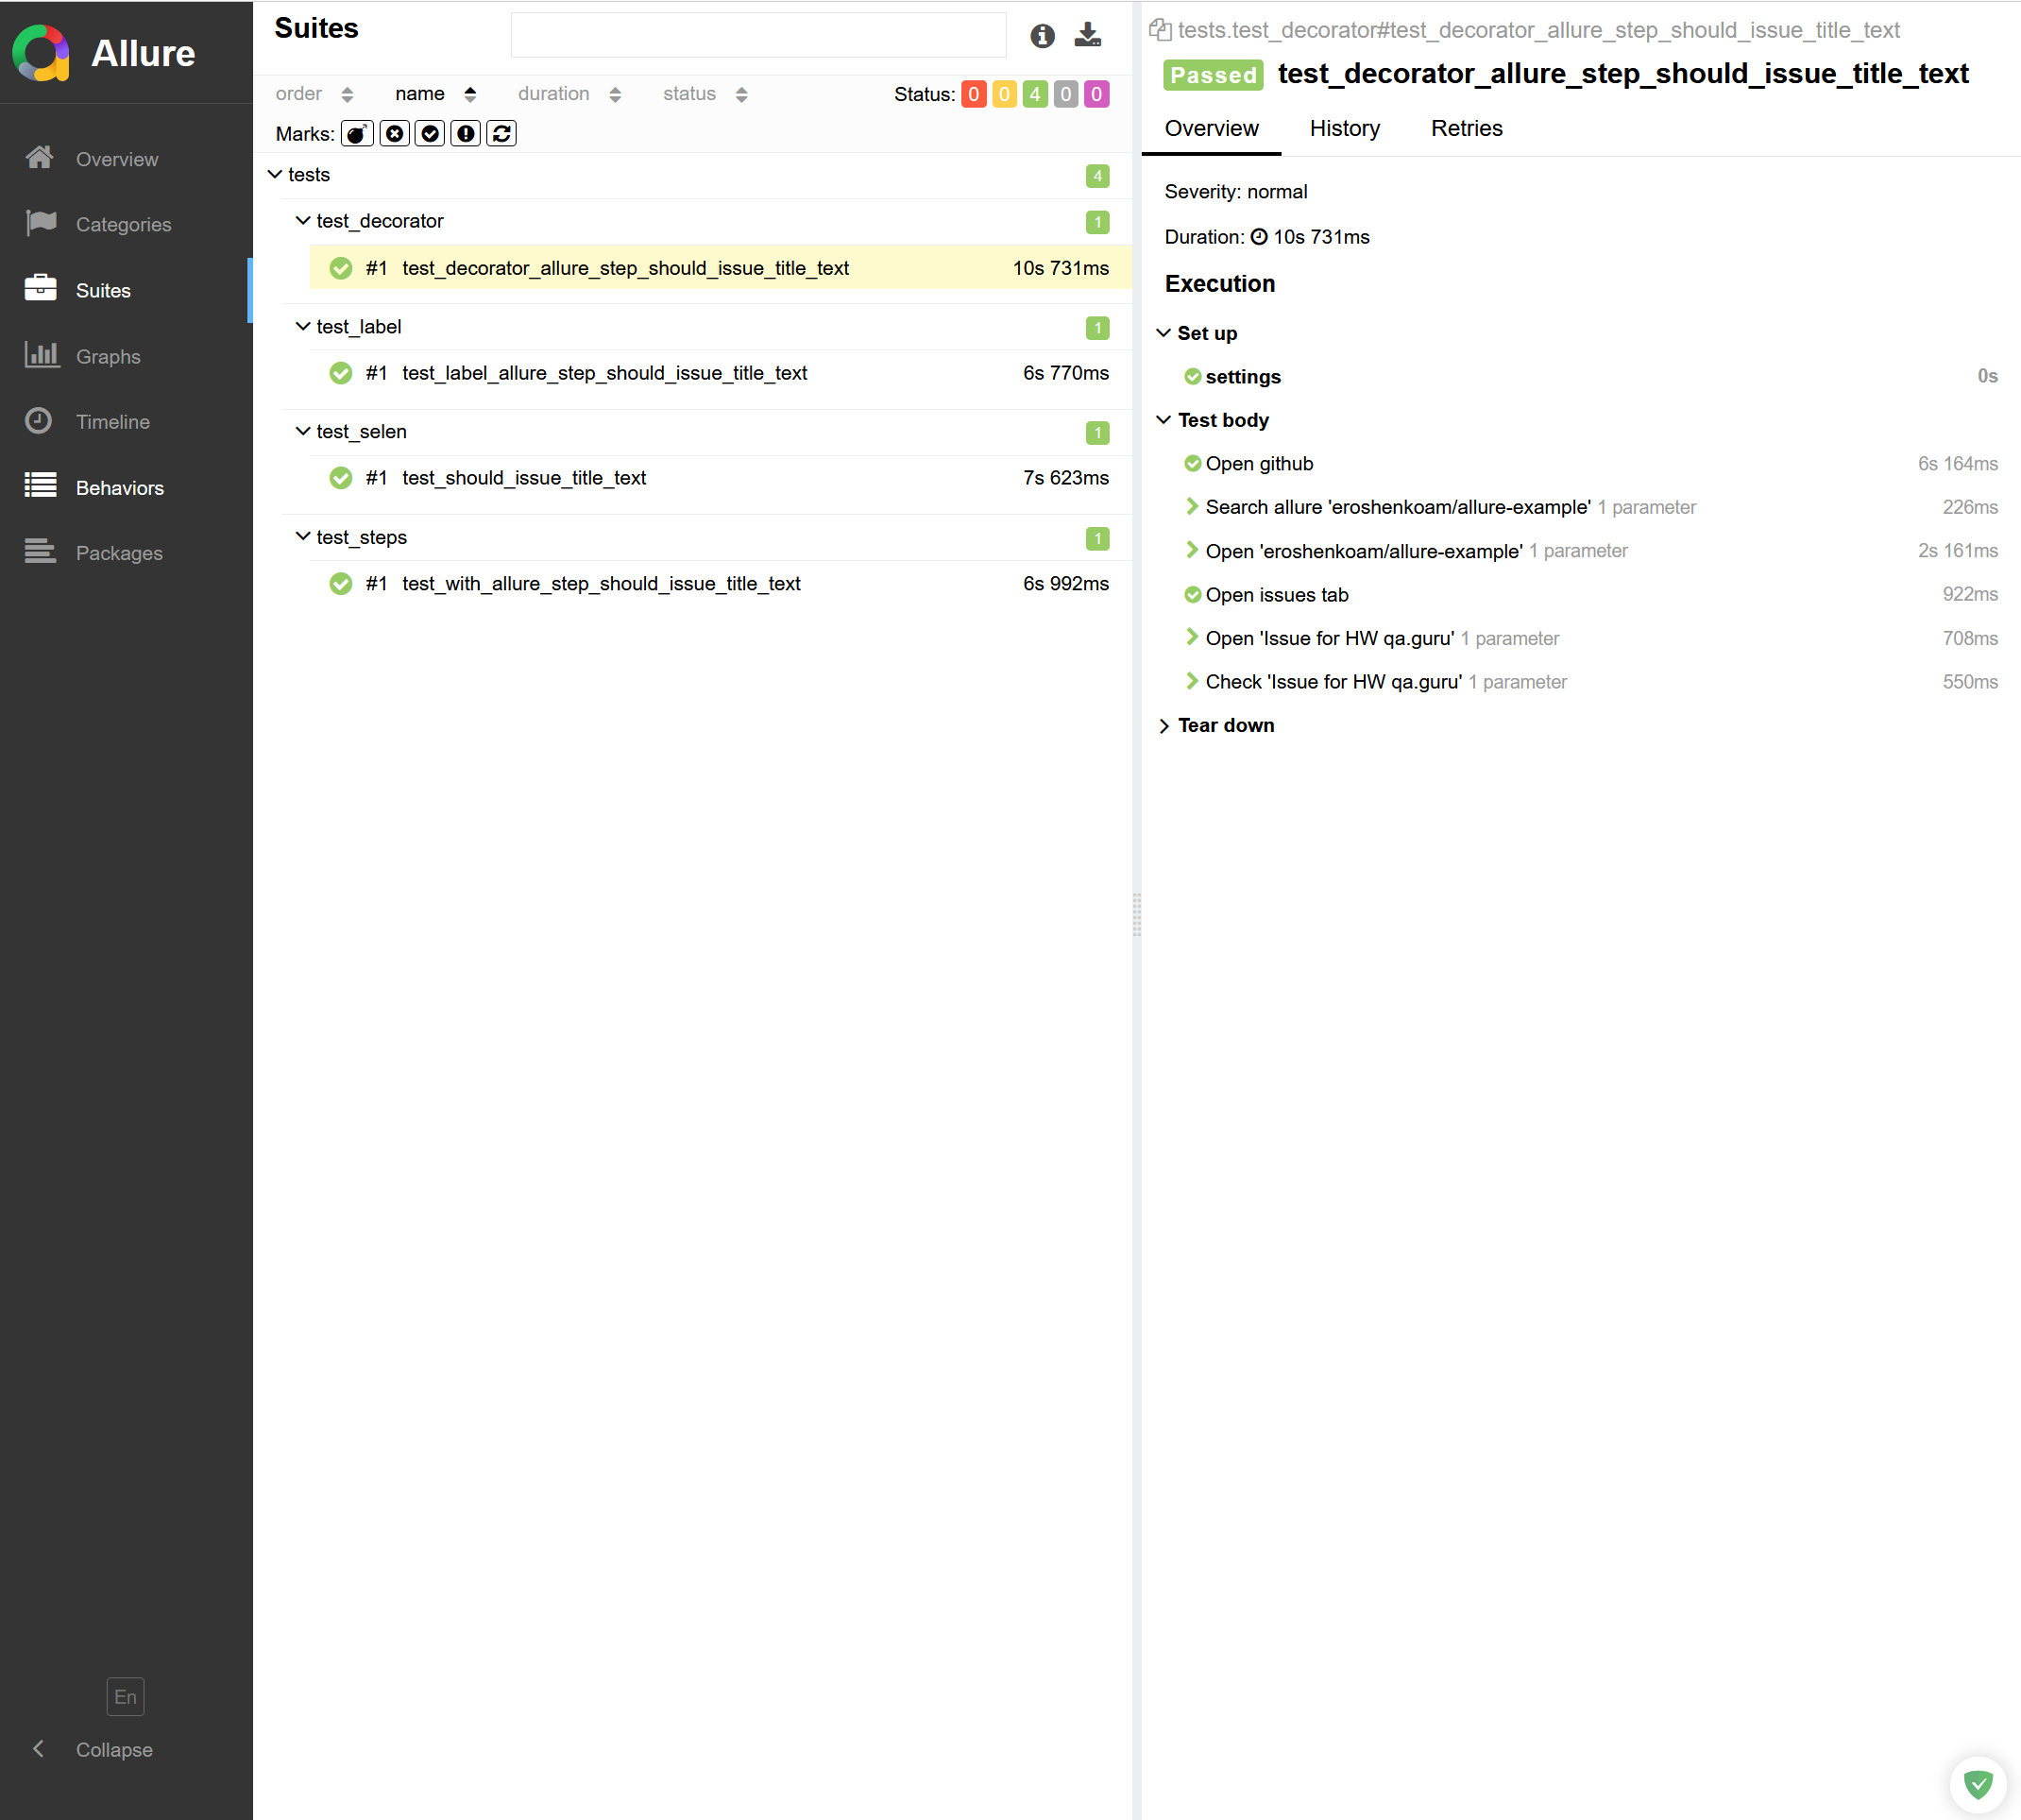 Allure
Overview
Categories
Suites
Graphs
Timeline
Behaviors
Packages
En
Collapse
Suites
order name duration status Status: 0 0 4 0 0
Marks:
tests 4
test_decorator 1
#1 test_decorator_allure_step_should_issue_title_text 10s 731ms
test_label 1
#1 test_label_allure_step_should_issue_title_text 6s 770ms
test_selen 1
#1 test_should_issue_title_text 7s 623ms
test_steps 1
#1 test_with_allure_step_should_issue_title_text 6s 992ms
tests.test_decorator#test_decorator_allure_step_should_issue_title_text
Passed test_decorator_allure_step_should_issue_title_text
Overview History Retries
Severity: normal
Duration: 10s 731ms
Execution
Set up
settings 0s
Test body
Open github 6s 164ms
Search allure 'eroshenkoam/allure-example' 1 parameter 226ms
Open 'eroshenkoam/allure-example' 1 parameter 2s 161ms
Open issues tab 922ms
Open 'Issue for HW qa.guru' 1 parameter 708ms
Check 'Issue for HW qa.guru' 1 parameter 550ms
Tear down